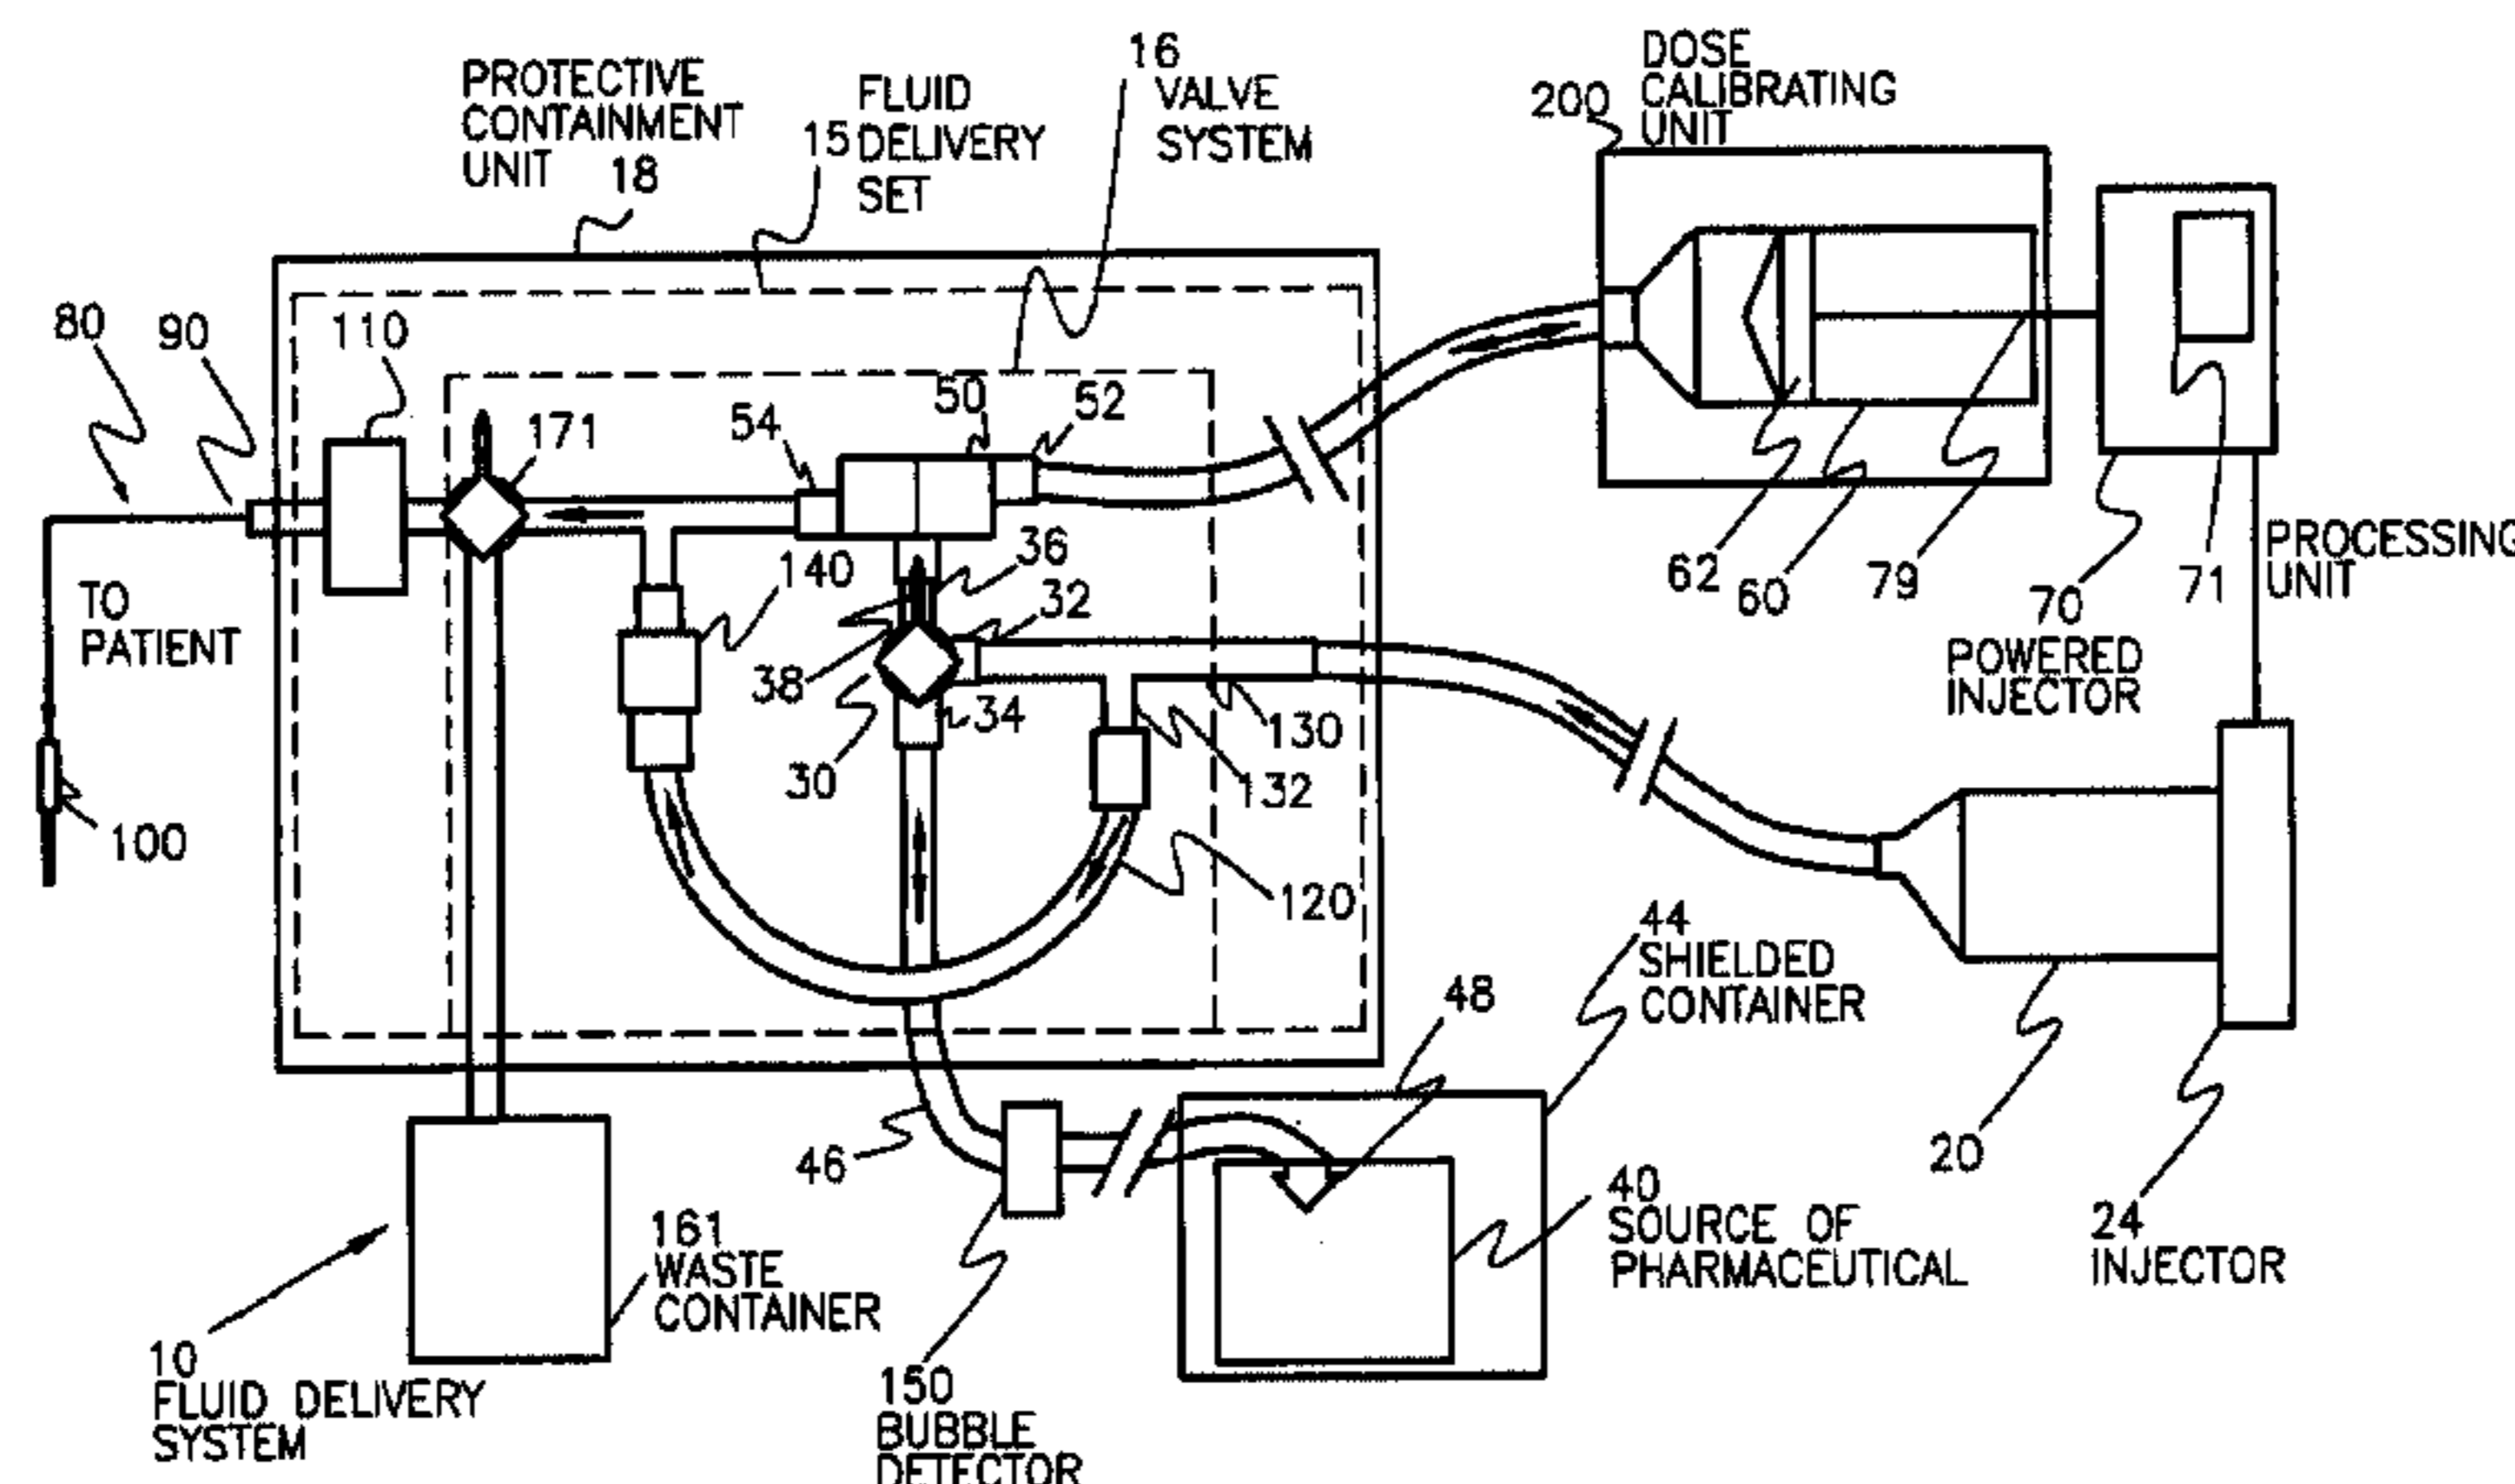 PROTECTIVE
CONTAINMENT
UNIT
18
15 FLUID
DELIVERY
SET
16
VALVE
SYSTEM
200
DOSE
CALIBRATING
UNIT
80
90
110
171
54
50
52
36
140
32
38
34
30
130
132
120
TO
PATIENT
100
62
60
79
70
POWERED
INJECTOR
71
PROCESSING
UNIT
44
SHIELDED
CONTAINER
48
46
20
24
INJECTOR
40
SOURCE OF
PHARMACEUTICAL
161
WASTE
CONTAINER
10
FLUID DELIVERY
SYSTEM
150
BUBBLE
DETECTOR